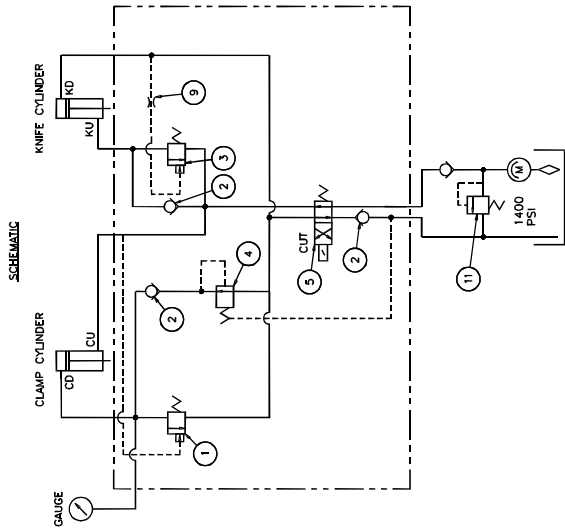 SCHEMATIC
GAUGE
CLAMP CYLINDER
CD
CU
KNIFE CYLINDER
KU
KD
1
2
4
2
3
9
CUT
5
2
11
1400
PSI
M